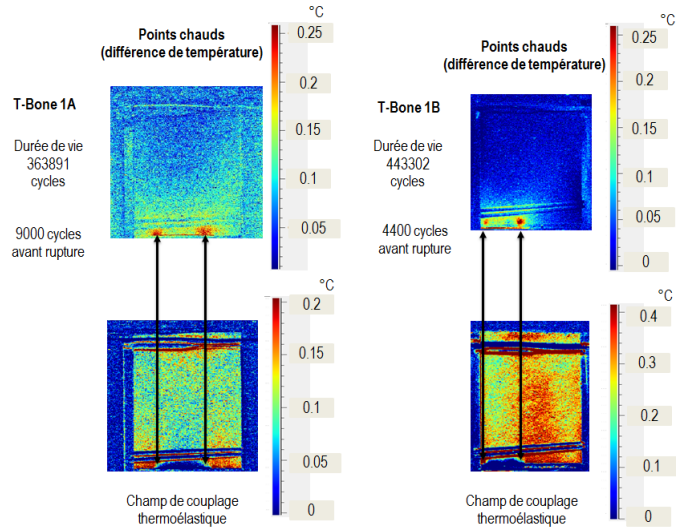 °C
Points chauds
(différence de température)
0.25
0.2
0.15
0.1
0.05
0
T-Bone 1A
Durée de vie
363891
cycles
9000 cycles
avant rupture
°C
0.2
0.15
0.1
0.05
0
Champ de couplage
thermoélastique
°C
Points chauds
(différence de température)
0.25
0.2
0.15
0.1
0.05
0
T-Bone 1B
Durée de vie
443302
cycles
4400 cycles
avant rupture
°C
0.4
0.3
0.2
0.1
0
Champ de couplage
thermoélastique